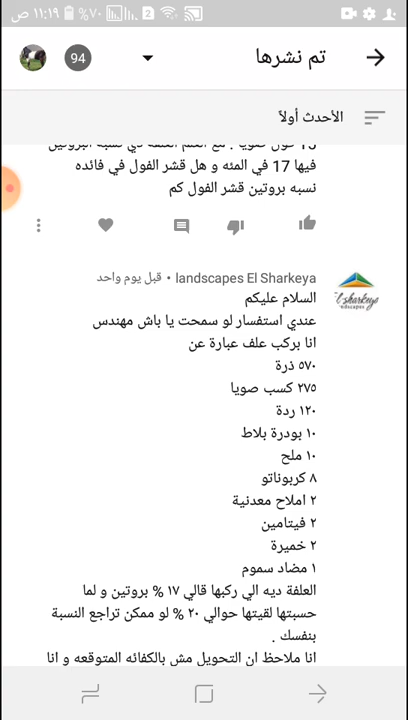 ١١:١٩ ص
%٧٠
2
تم نشرها
94
الأحدث أولاً
فيها 17 في المئه و هل قشر الفول في فائده
نسبه بروتين قشر الفول كم
landscapes El Sharkeya • قبل يوم واحد
السلام عليكم
عندي استفسار لو سمحت يا باش مهندس
انا بركب علف عبارة عن
٥٧٠ ذرة
٢٧٥ كسب صويا
١٢٠ ردة
١٠ بودرة بلاط
١٠ ملح
٨ كربوناتو
٢ املاح معدنية
٢ فيتامين
٢ خميرة
١ مضاد سموم
العلفة ديه الي ركبها قالي ١٧ % بروتين و لما
حسبتها لقيتها حوالي ٢٠ % لو ممكن تراجع النسبة
بنفسك .
انا ملاحظ ان التحويل مش بالكفائه المتوقعه و انا